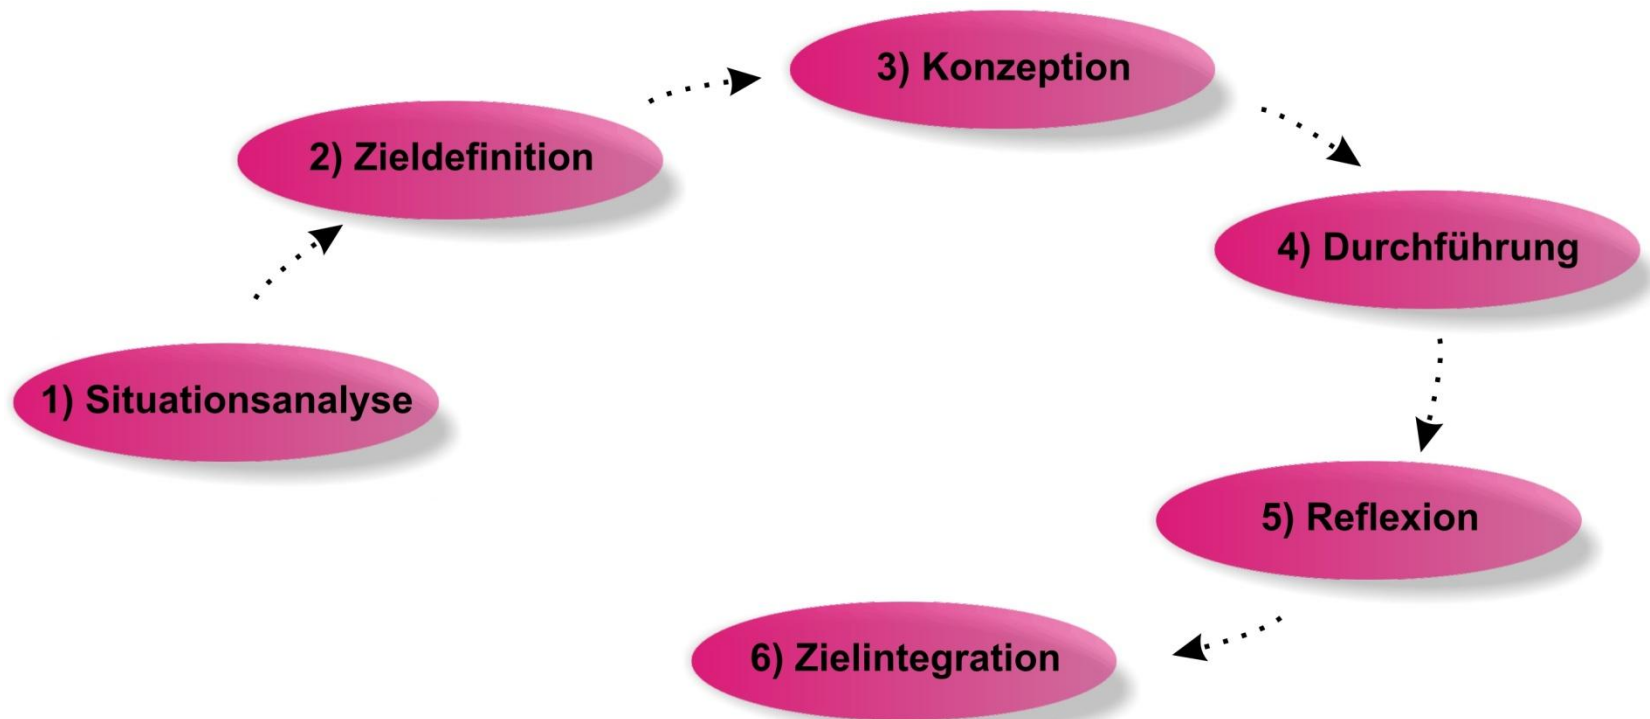 1) Situationsanalyse
2) Zieldefinition
3) Konzeption
4) Durchführung
5) Reflexion
6) Zielintegration